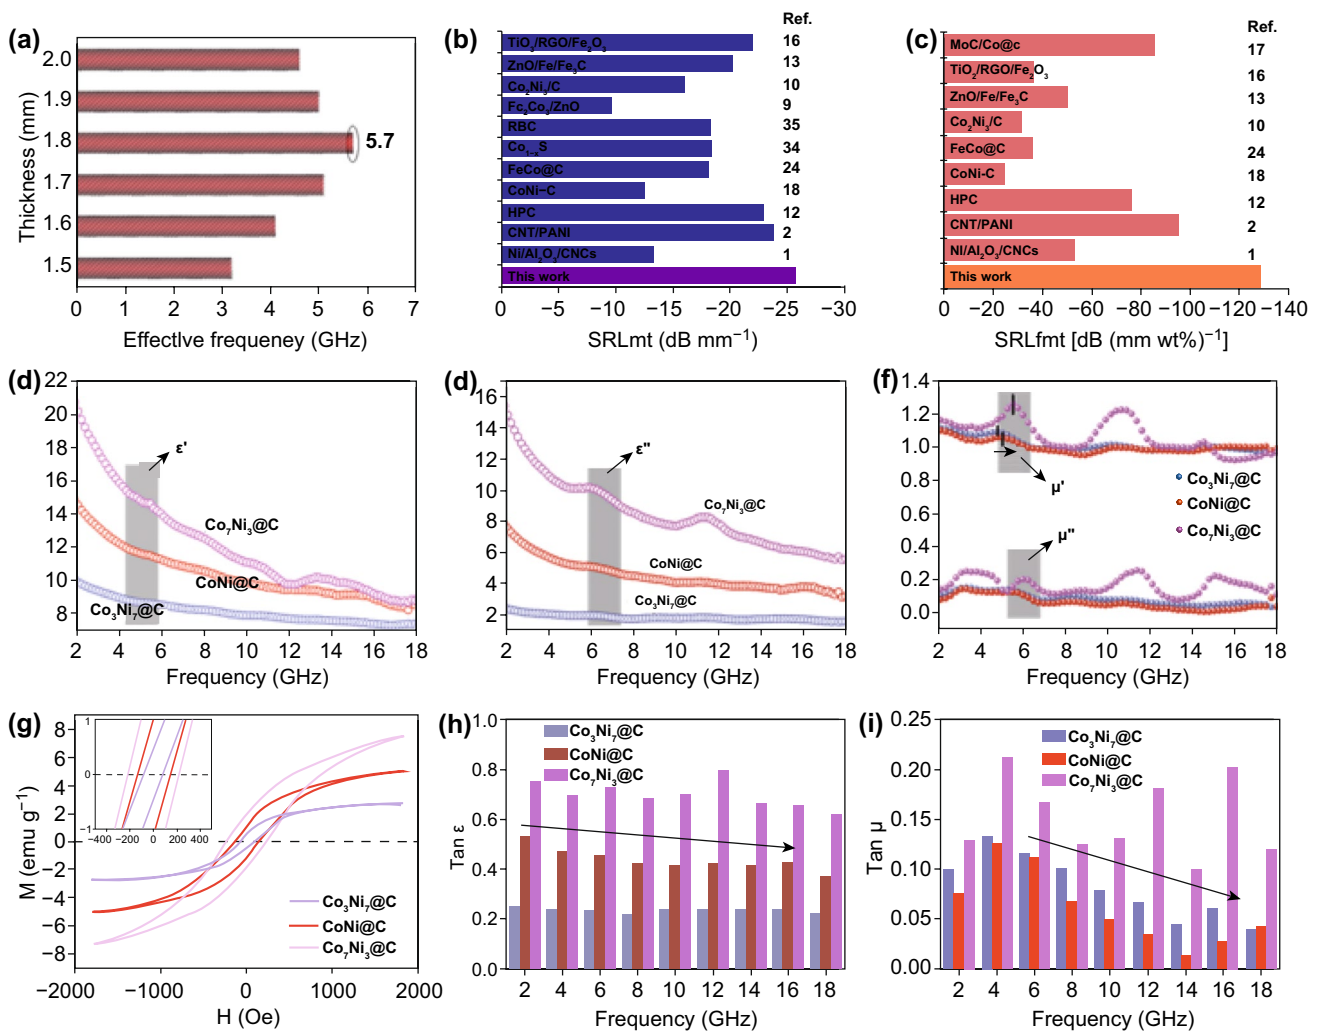 (a)
2.0
1.9
1.8
1.7
1.6
1.5
5.7
Thickness (mm)
0 1 2 3 4 5 6 7
Effectlve frequeney (GHz)
(b)
Ref.
TiO2/RGO/Fe2O3 16
ZnO/Fe/Fe3C 13
Co2Ni3/C 10
Fc2Co3/ZnO 9
RBC 35
Co1−xS 34
FeCo@C 24
CoNi−C 18
HPC 12
CNT/PANI 2
Ni/Al2O3/CNCs 1
This work
0 −5 −10 −15 −20 −25 −30
SRLmt (dB mm−1)
(c)
Ref.
MoC/Co@c 17
TiO2/RGO/Fe2O3 16
ZnO/Fe/Fe3C 13
Co2Ni3/C 10
FeCo@C 24
CoNi-C 18
HPC 12
CNT/PANI 2
NI/Al2O3/CNCs 1
This work
0 −20 −40 −60 −80 −100 −120 −140
SRLfmt [dB (mm wt%)−1]
(d)
22
20
18
16
14
12
10
8
ε'
Co7Ni3@C
CoNi@C
Co3Ni7@C
2 4 6 8 10 12 14 16 18
Frequency (GHz)
(d)
16
14
12
10
8
6
4
2
ε''
Co7Ni3@C
CoNi@C
Co3Ni7@C
2 4 6 8 10 12 14 16 18
Frequency (GHz)
(f)
1.4
1.2
1.0
0.8
0.6
0.4
0.2
0.0
μ'
μ''
Co3Ni7@C
CoNi@C
Co7Ni3@C
2 4 6 8 10 12 14 16 18
Frequency (GHz)
(g)
M (emu g−1)
8
6
4
2
0
−2
−4
−6
−8
1
0
−1
−400 −200 0 200 400
Co3Ni7@C
CoNi@C
Co7Ni3@C
−2000 −1000 0 1000 2000
H (Oe)
(h)
Tan ε
1.0
0.8
0.6
0.4
0.2
0.0
Co3Ni7@C
CoNi@C
Co7Ni3@C
2 4 6 8 10 12 14 16 18
Frequency (GHz)
(i)
Tan μ
0.25
0.20
0.15
0.10
0.05
0.00
Co3Ni7@C
CoNi@C
Co7Ni3@C
2 4 6 8 10 12 14 16 18
Frequency (GHz)